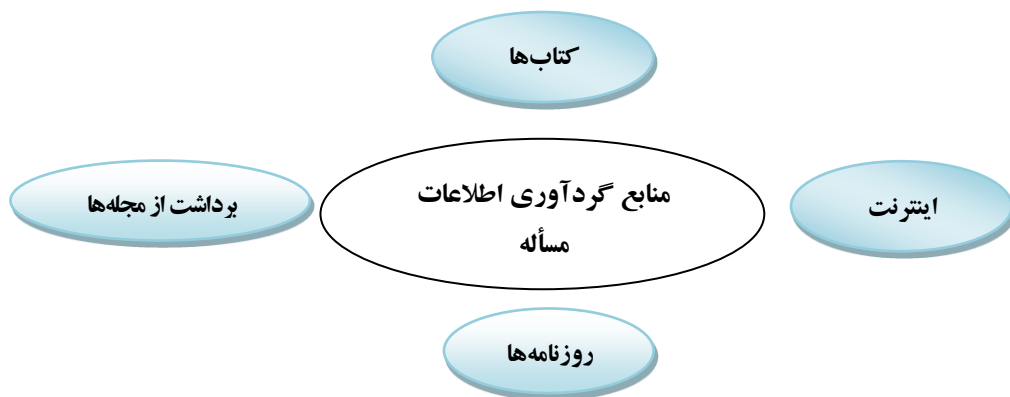 کتاب‌ها
منابع گردآوری اطلاعات
مسأله
اینترنت
برداشت از مجله‌ها
روزنامه‌ها